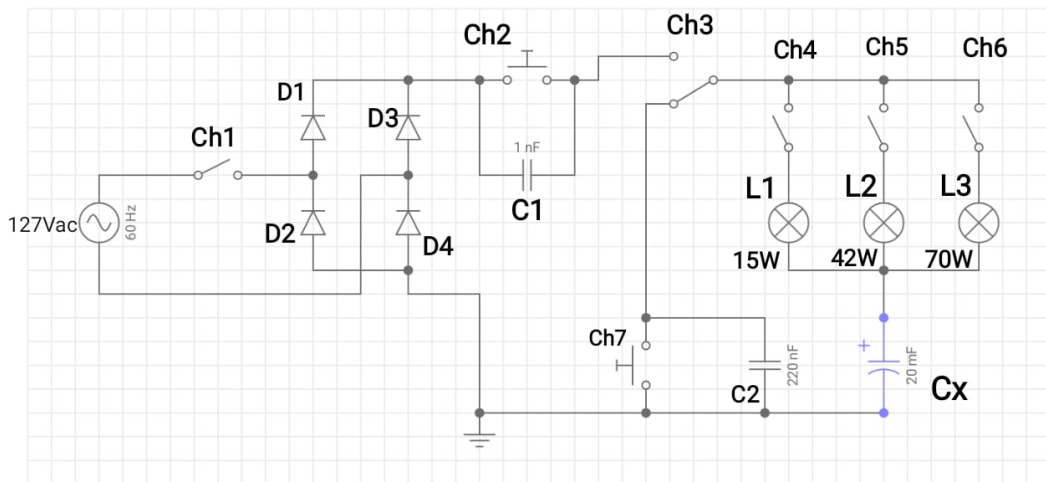 Ch3
Ch2
Ch4
Ch5
Ch6
D1
D3
Ch1
1 nF
C1
L1
L2
L3
127Vac
60 Hz
D2
D4
15W
42W
70W
Ch7
220 nF
C2
+
20 mF
Cx